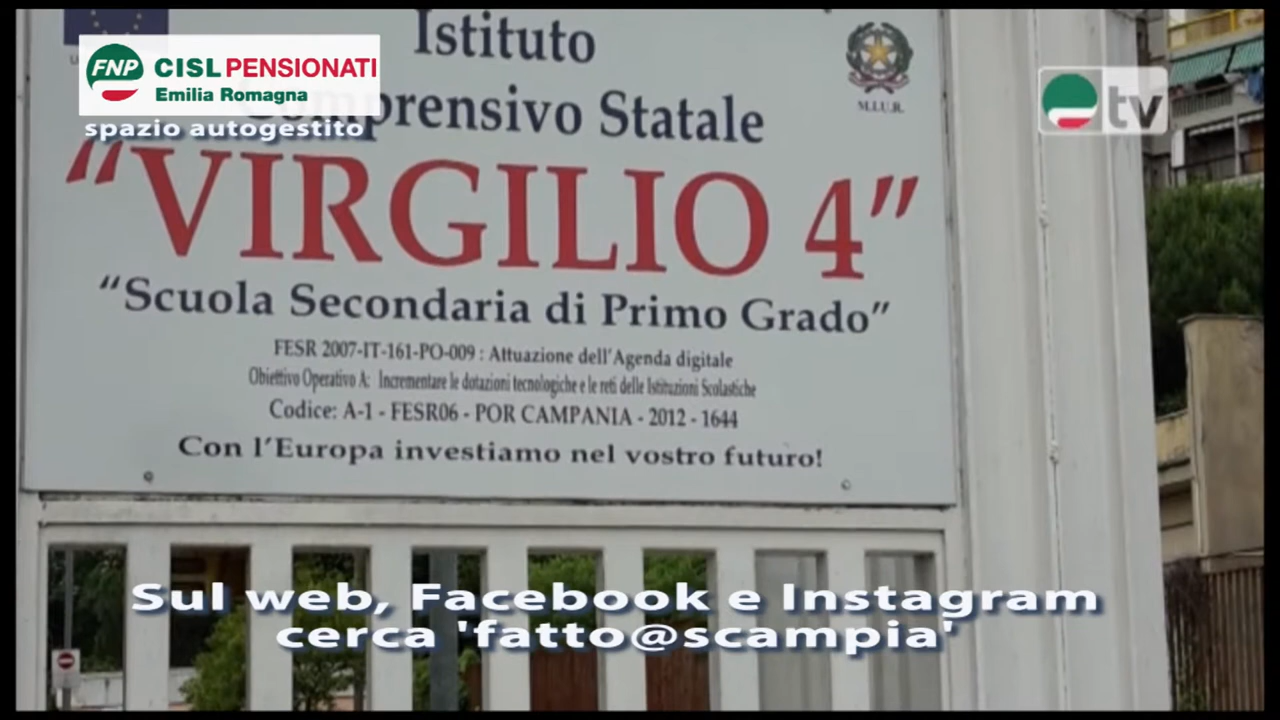 Istituto
Comprensivo Statale
"VIRGILIO 4"
"Scuola Secondaria di Primo Grado"
FESR 2007-IT-161-PO-009 : Attuazione dell'Agenda digitale
Obiettivo Operativo A: Incrementare le dotazioni tecnologiche e le reti delle Istituzioni Scolastiche
Codice: A-1 - FESR06 - POR CAMPANIA - 2012 - 1644
Con l'Europa investiamo nel vostro futuro!
M.I.U.R.
FNP CISL PENSIONATI
Emilia Romagna
spazio autogestito
tv
Sul web, Facebook e Instagram
cerca 'fatto@scampia'